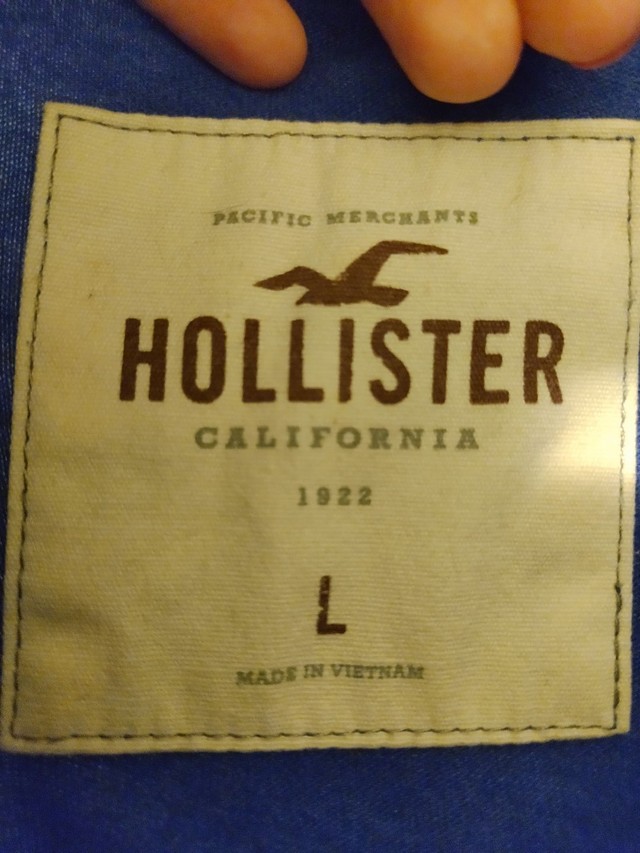 PACIFIC MERCHANTS
HOLLISTER
CALIFORNIA
1922
L
MADE IN VIETNAM